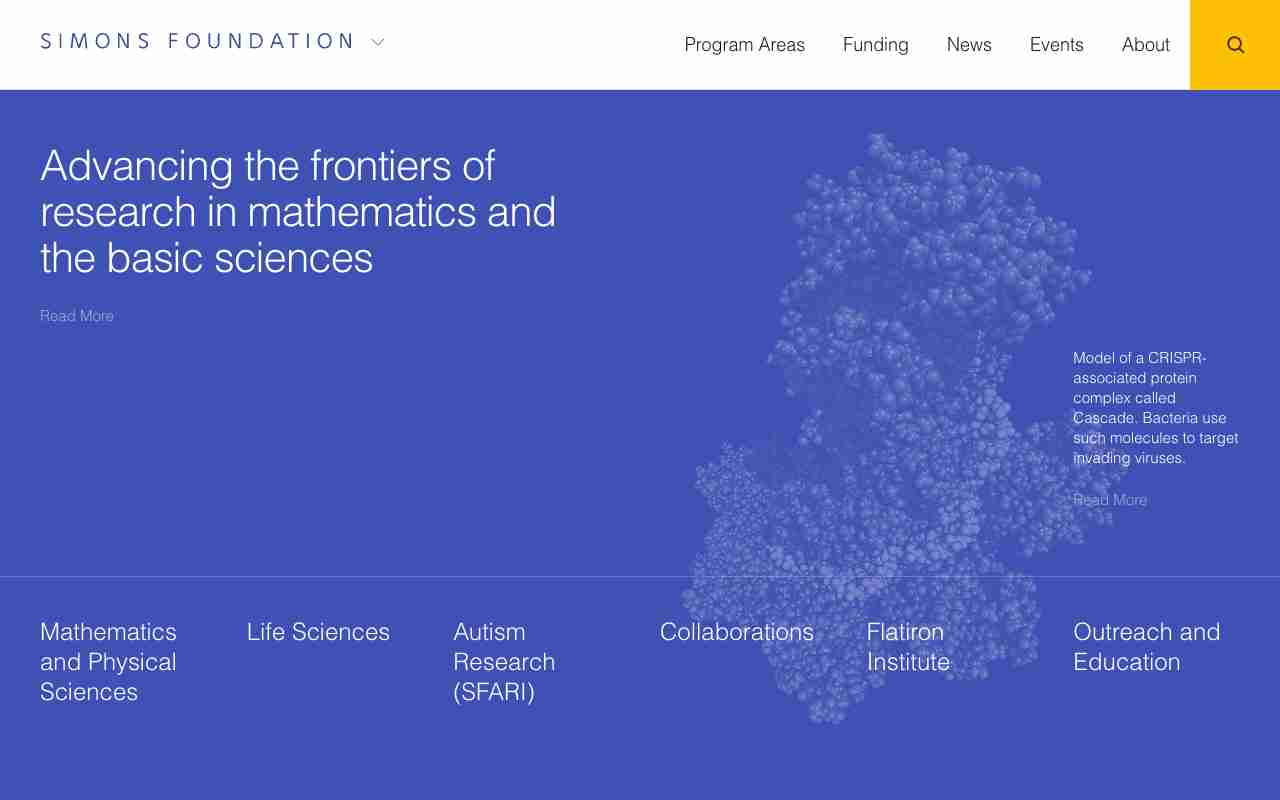 SIMONS FOUNDATION
Program Areas
Funding
News
Events
About
Advancing the frontiers of
research in mathematics and
the basic sciences
Read More
Model of a CRISPR-
associated protein
complex called
Cascade. Bacteria use
such molecules to target
invading viruses.
Read More
Mathematics
and Physical
Sciences
Life Sciences
Autism
Research
(SFARI)
Collaborations
Flatiron
Institute
Outreach and
Education